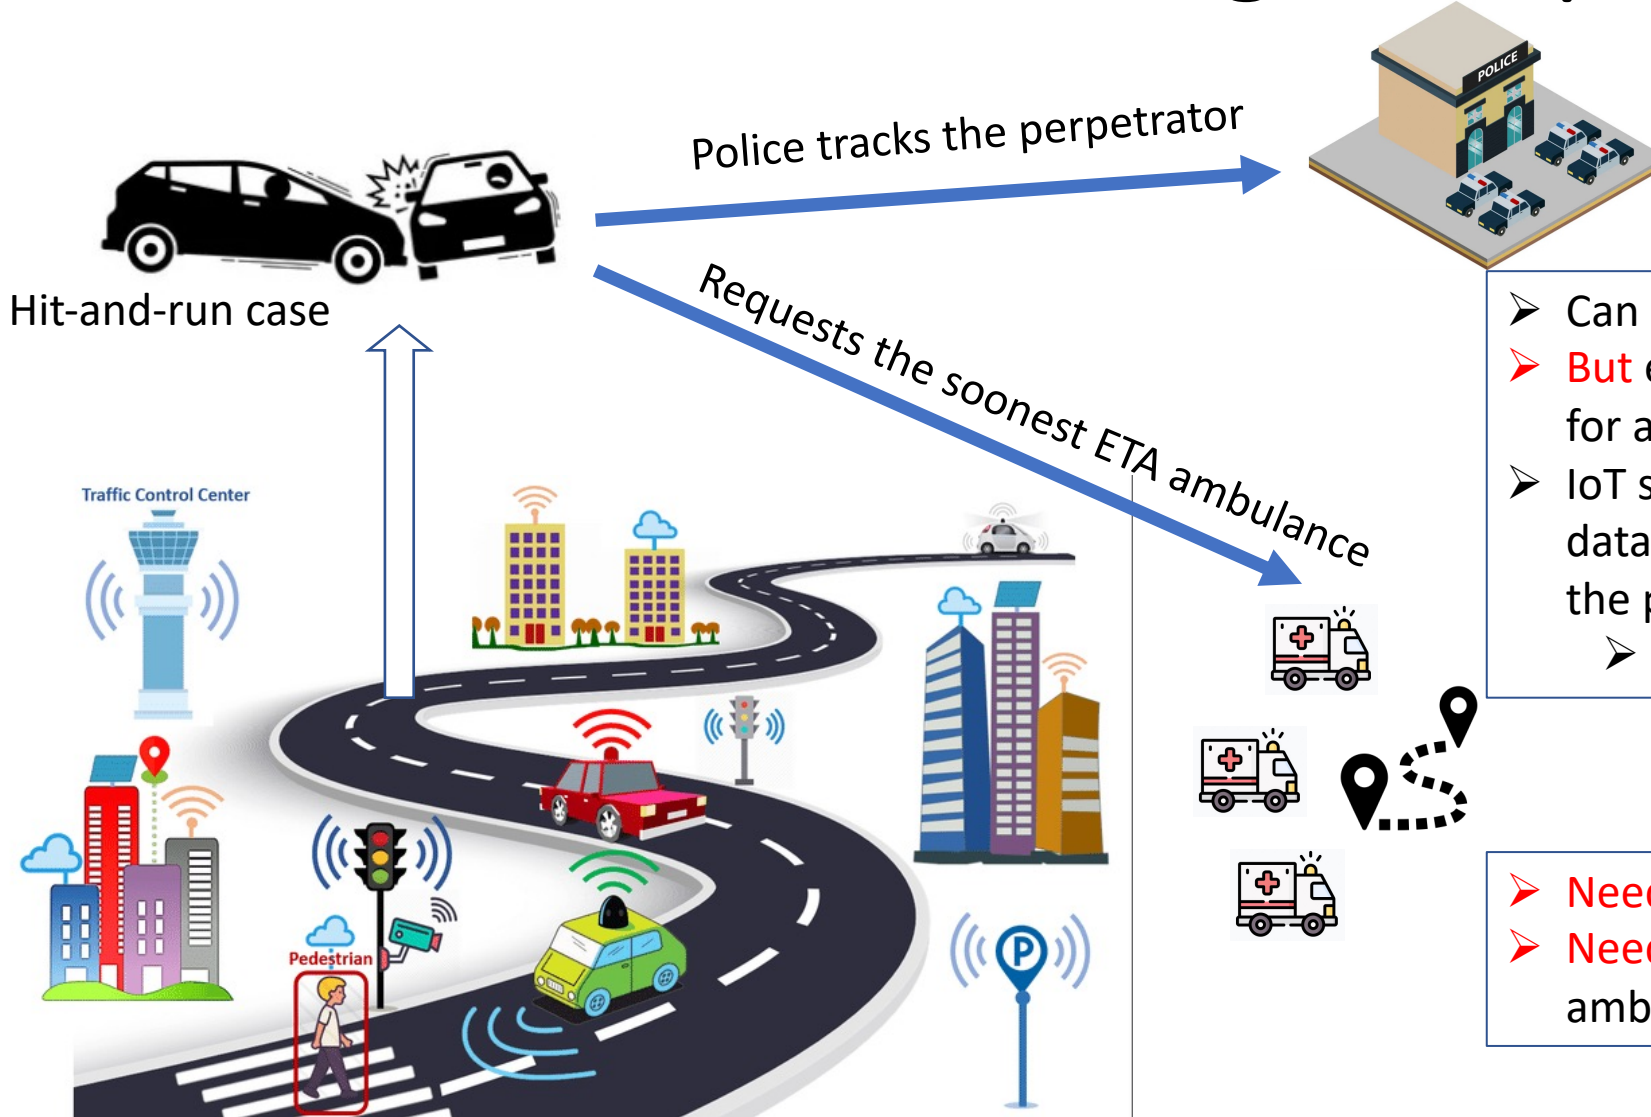 POLICE
Police tracks the perpetrator
Hit-and-run case
Requests the soonest ETA ambulance
Can
But
for a
IoT s
data
the p
Traffic Control Center
Pedestrian
P
Need
Need
amb